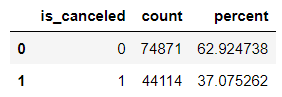 is_canceled count percent
0 0 74871 62.924738
1 1 44114 37.075262